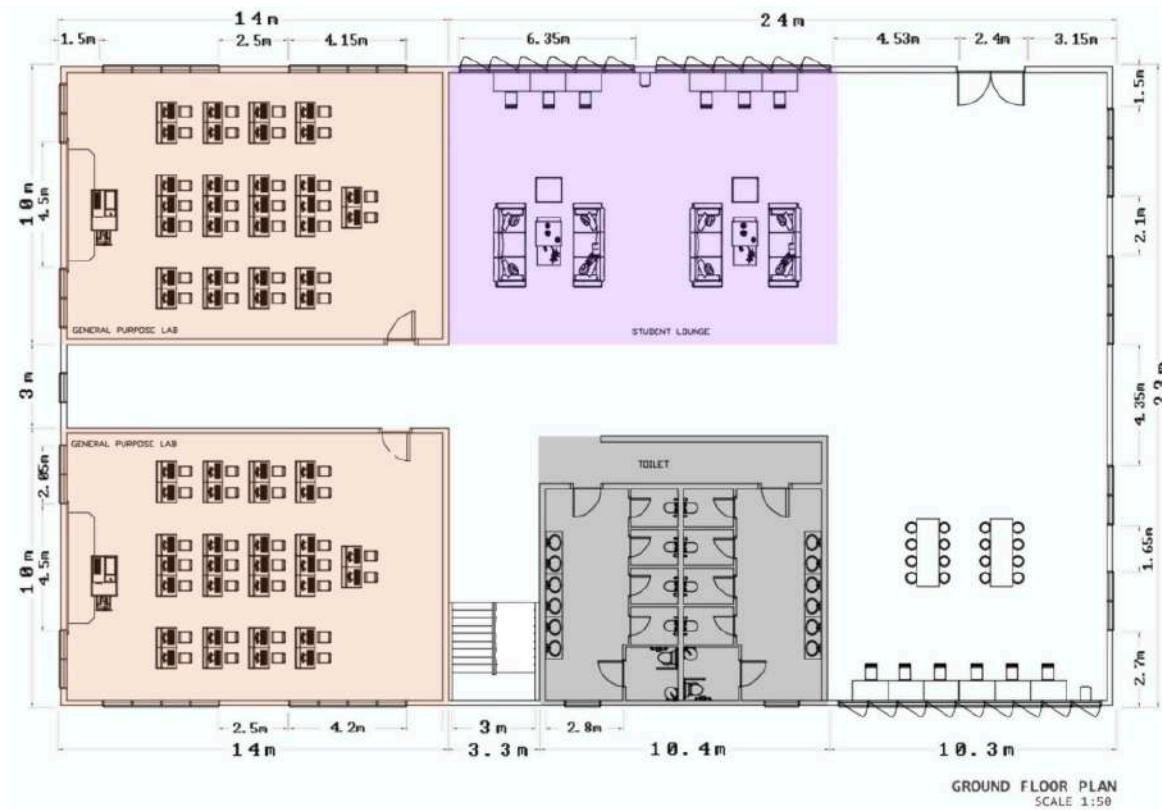 14m
24m
1.5m
2.5m
4.15m
6.35m
4.53m
2.4m
3.15m
10m
4.5m
1.5m
2.1m
GENERAL PURPOSE LAB
STUDENT LOUNGE
3m
4.35m
23m
GENERAL PURPOSE LAB
TOILET
2.05m
10m
4.5m
1.65m
2.7m
2.5m
4.2m
3m
2.8m
14m
3.3m
10.4m
10.3m
GROUND FLOOR PLAN
SCALE 1:50